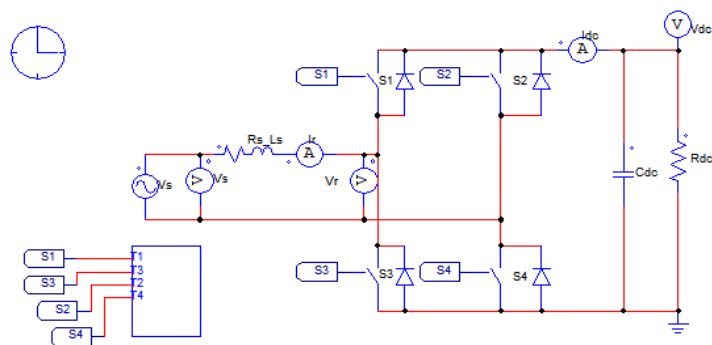 V
Vdc
Idc
A
S1
S1
S2
S2
Rs_Ls
Ir
A
Vs
V
Vs
Vr
V
Cdc
Rdc
S3
S3
S4
S4
S1
T1
S3
T3
S2
T2
S4
T4